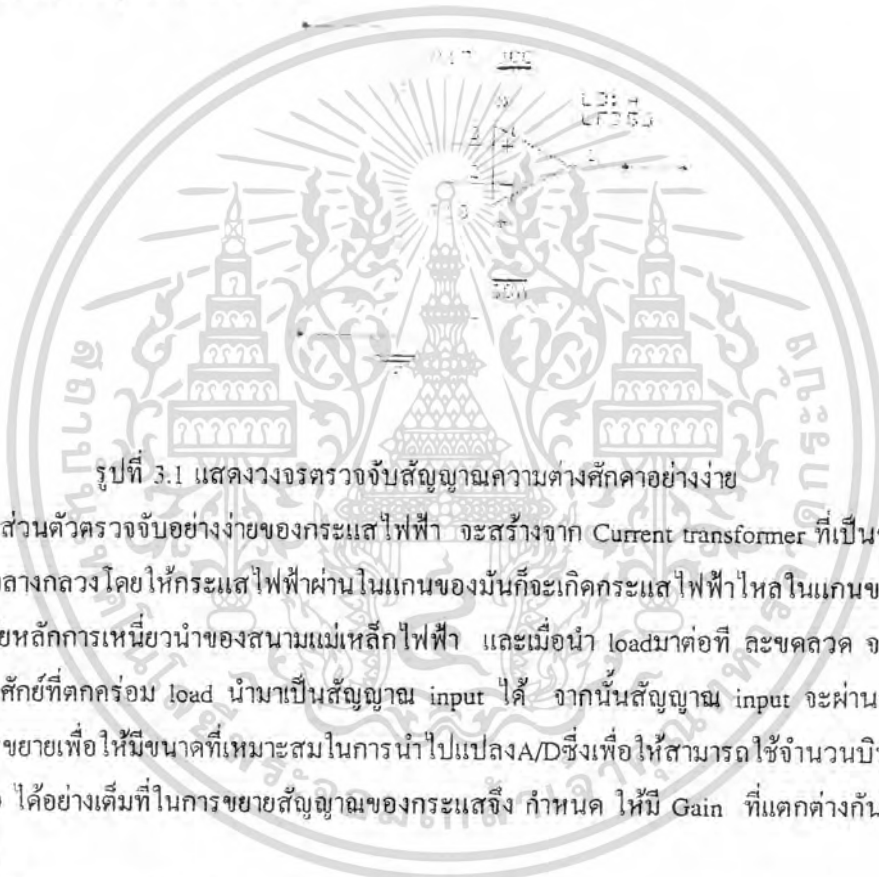 3
2
1
รูปที่ 3.1 แสดงวงจรตรวจจับสัญญาณความต่างศักดาอย่างง่าย
ส่วนตัวตรวจจับอย่างง่ายของกระแสไฟฟ้า จะสร้างจาก Current transformer ที่เป็น
ลางกลวงโดยให้กระแสไฟฟ้าผ่านในแกนของมันก็จะเกิดกระแสไฟฟ้าไหลในแกนข
ยหลักการเหนี่ยวนำของสนามแม่เหล็กไฟฟ้า และเมื่อนำ loadมาต่อที ละขดลวด จ
ศักย์ที่ตกคร่อม load นำมาเป็นสัญญาณ input ได้ จากนั้นสัญญาณ input จะผ่าน
ขยายเพื่อให้มีขนาดที่เหมาะสมในการนำไปแปลงA/Dซึ่งเพื่อให้สามารถใช้จำนวนบิ
ได้อย่างเต็มที่ในการขยายสัญญาณของกระแสจึง กำหนด ให้มี Gain ที่แตกต่างกัน